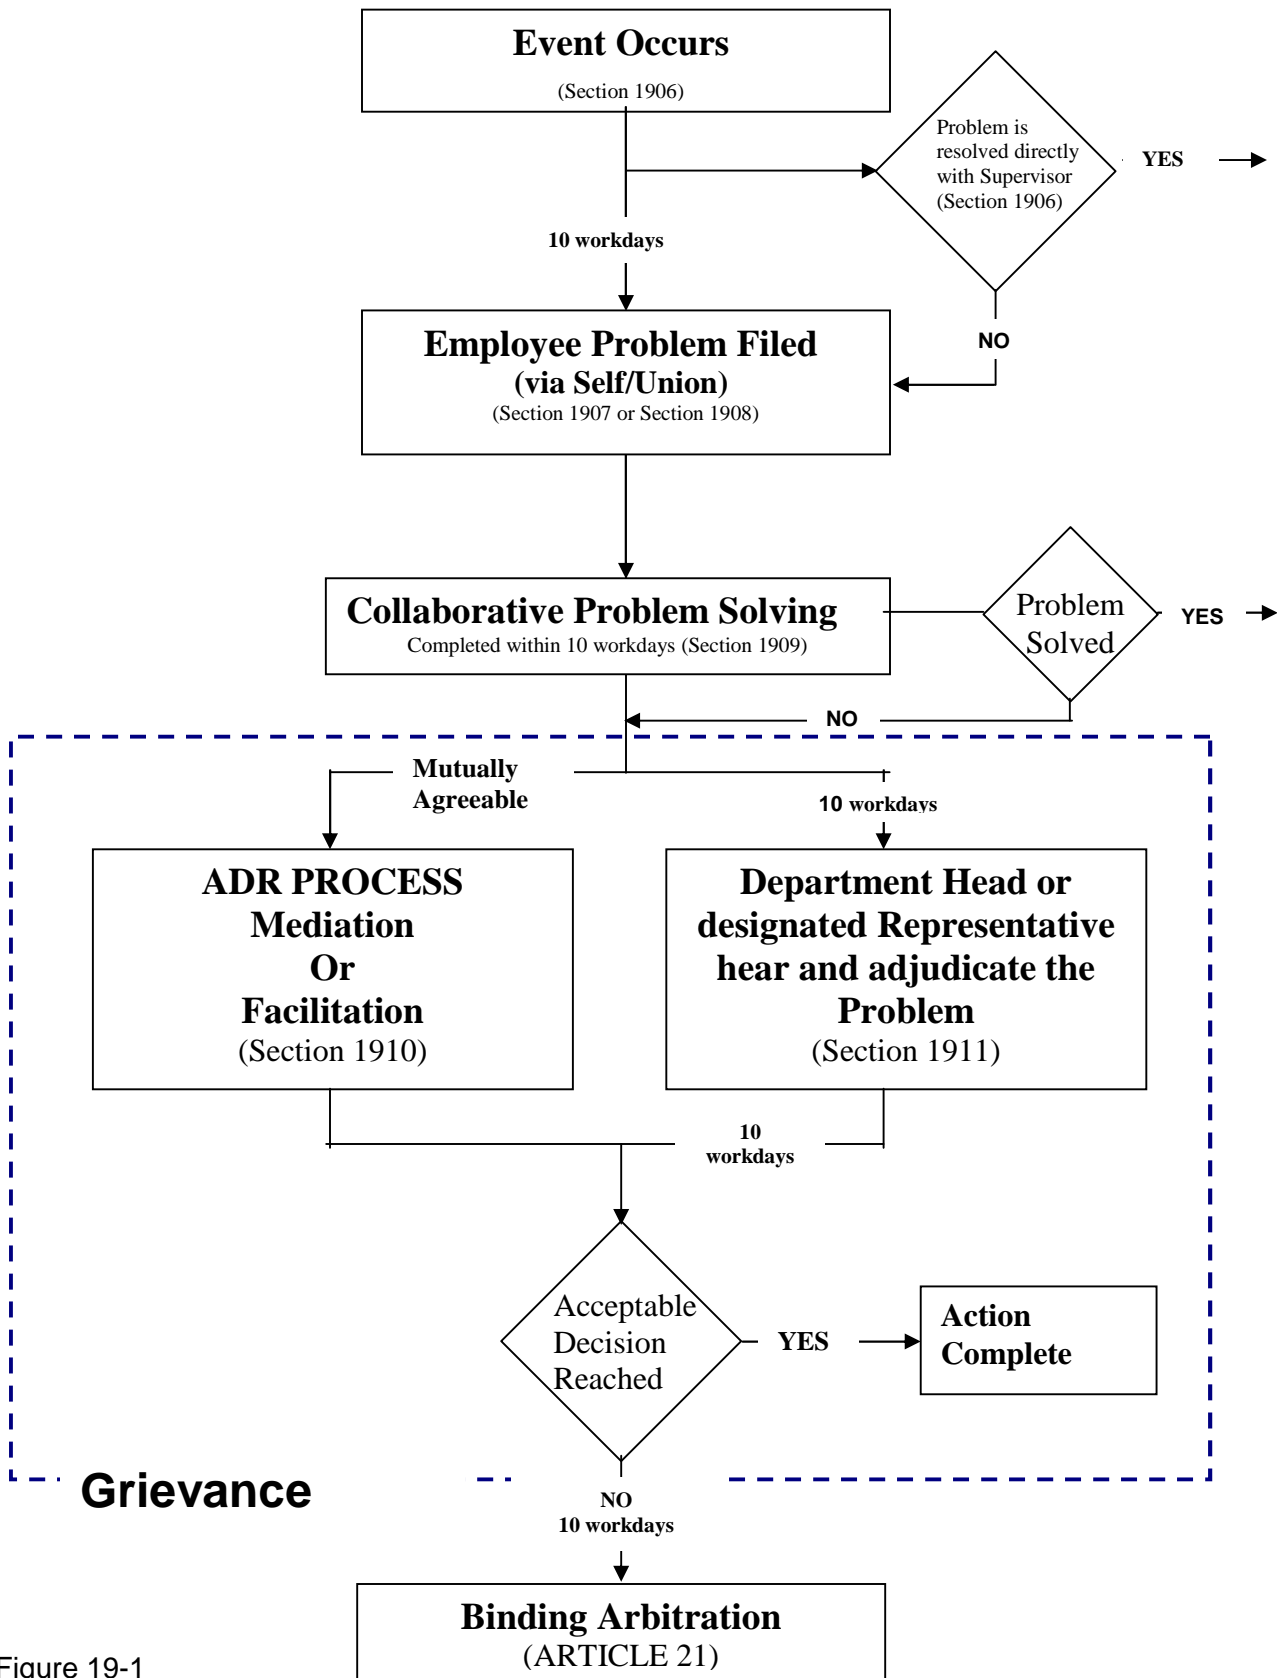 Event Occurs
(Section 1906)
Problem is
resolved directly
with Supervisor
(Section 1906)
YES
10 workdays
NO
Employee Problem Filed
(via Self/Union)
(Section 1907 or Section 1908)
Collaborative Problem Solving
Completed within 10 workdays (Section 1909)
Problem
Solved
YES
NO
Mutually
Agreeable
10 workdays
ADR PROCESS
Mediation
Or
Facilitation
(Section 1910)
Department Head or
designated Representative
hear and adjudicate the
Problem
(Section 1911)
10
workdays
Acceptable
Decision
Reached
YES
Action
Complete
Grievance
NO
10 workdays
Binding Arbitration
(ARTICLE 21)
Figure 19-1